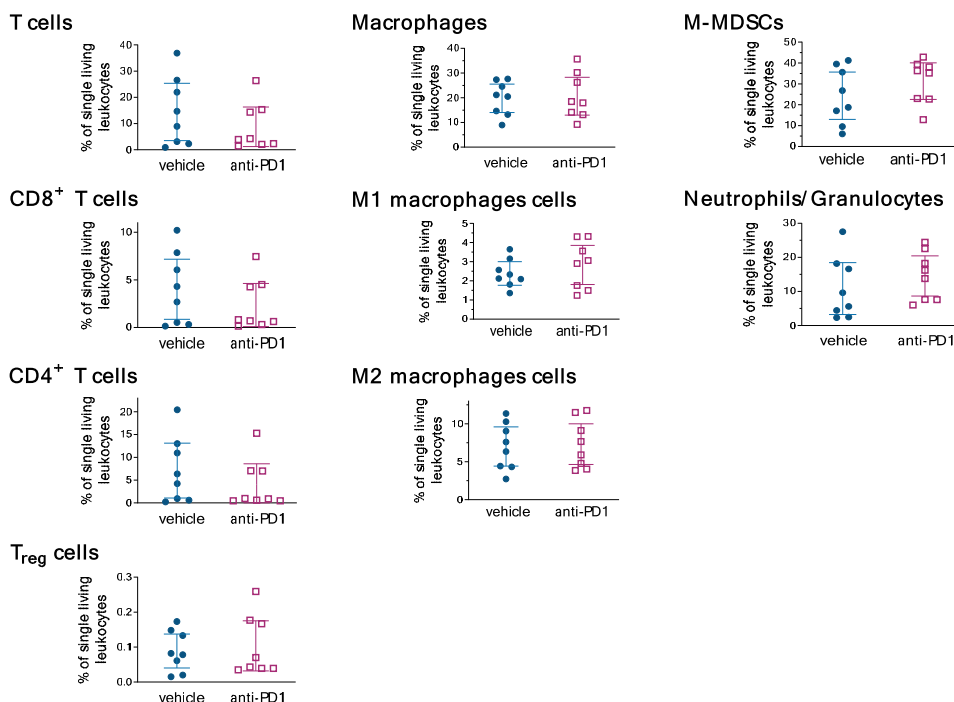 T cells
% of single living
leukocytes
40
30
20
10
0
vehicle
anti-PD1
Macrophages
% of single living
leukocytes
40
30
20
10
0
vehicle
anti-PD1
M-MDSCs
% of single living
leukocytes
50
40
30
20
10
0
vehicle
anti-PD1
CD8+ T cells
% of single living
leukocytes
10
5
0
vehicle
anti-PD1
M1 macrophages cells
% of single living
leukocytes
5
4
3
2
1
0
vehicle
anti-PD1
Neutrophils/ Granulocytes
% of single living
leukocytes
30
20
10
0
vehicle
anti-PD1
CD4+ T cells
% of single living
leukocytes
20
15
10
5
0
vehicle
anti-PD1
M2 macrophages cells
% of single living
leukocytes
10
5
0
vehicle
anti-PD1
Treg cells
% of single living
leukocytes
0.3
0.2
0.1
0.0
vehicle
anti-PD1